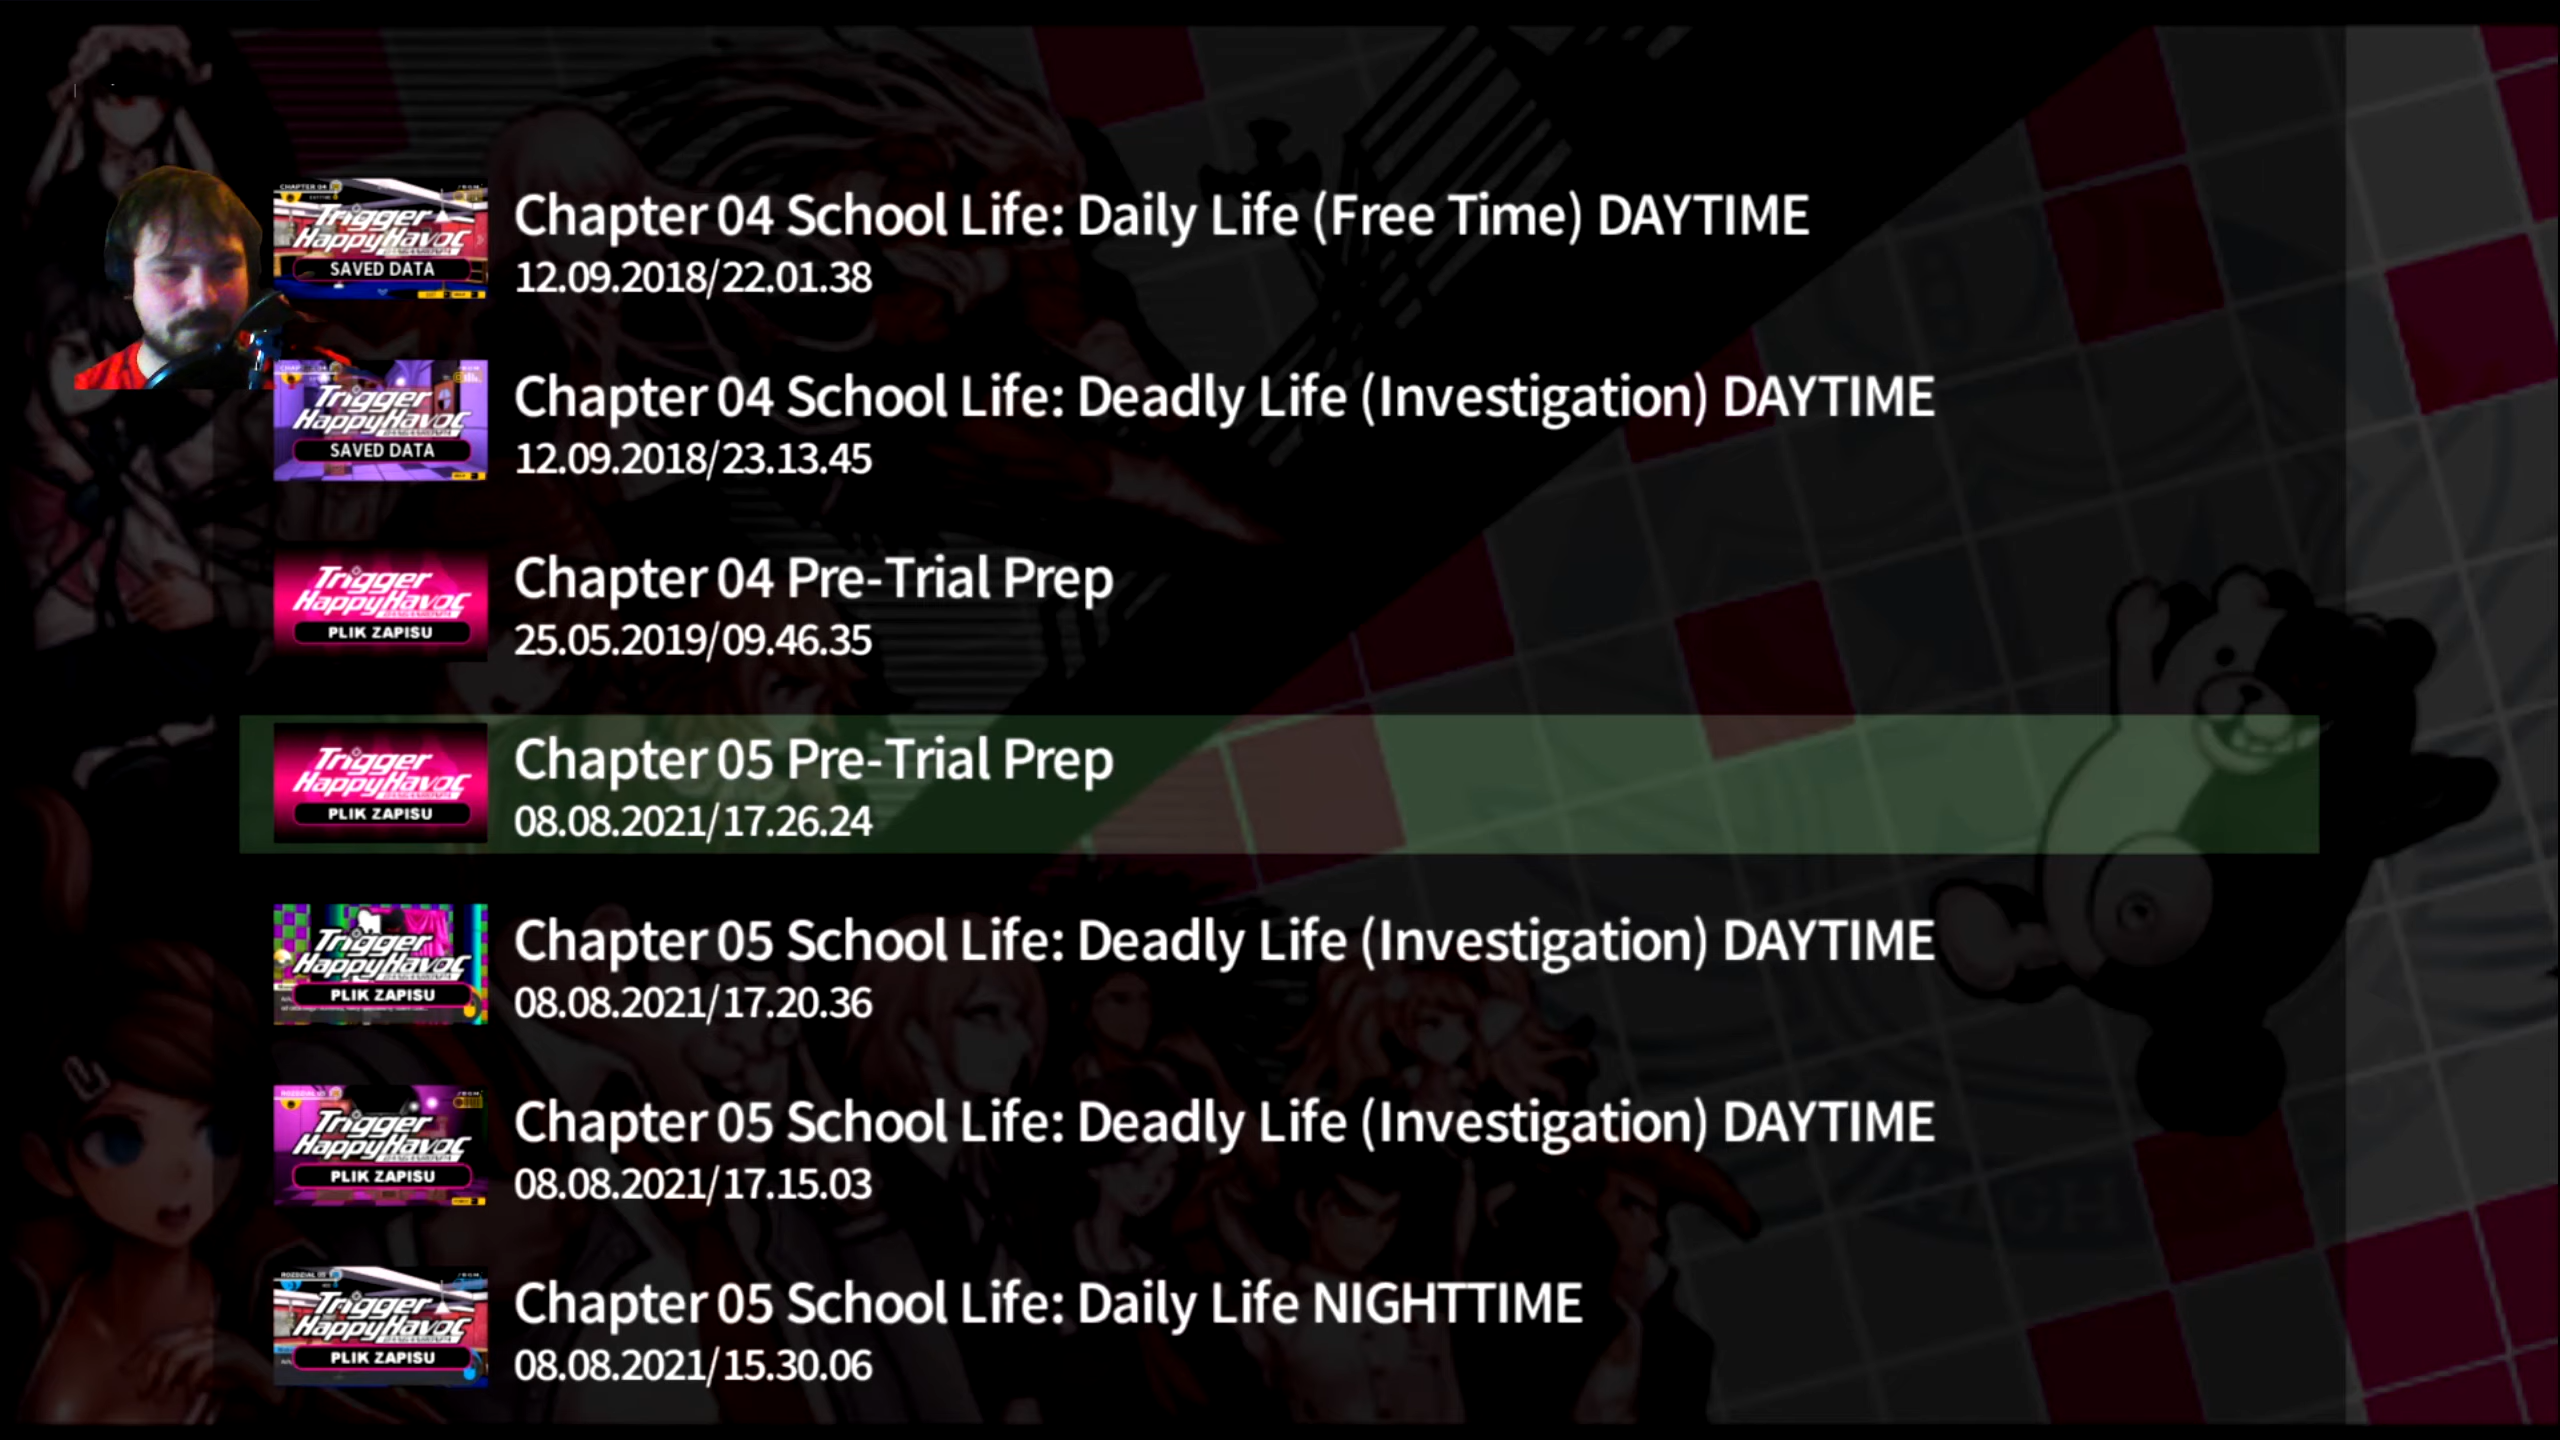 Trigger
HappyHavoc
SAVED DATA
Chapter 04 School Life: Daily Life (Free Time) DAYTIME
12.09.2018/22.01.38
Trigger
HappyHavoc
SAVED DATA
Chapter 04 School Life: Deadly Life (Investigation) DAYTIME
12.09.2018/23.13.45
Trigger
HappyHavoc
PLIK ZAPISU
Chapter 04 Pre-Trial Prep
25.05.2019/09.46.35
Trigger
HappyHavoc
PLIK ZAPISU
Chapter 05 Pre-Trial Prep
08.08.2021/17.26.24
Trigger
HappyHavoc
PLIK ZAPISU
Chapter 05 School Life: Deadly Life (Investigation) DAYTIME
08.08.2021/17.20.36
Trigger
HappyHavoc
PLIK ZAPISU
Chapter 05 School Life: Deadly Life (Investigation) DAYTIME
08.08.2021/17.15.03
Trigger
HappyHavoc
PLIK ZAPISU
Chapter 05 School Life: Daily Life NIGHTTIME
08.08.2021/15.30.06